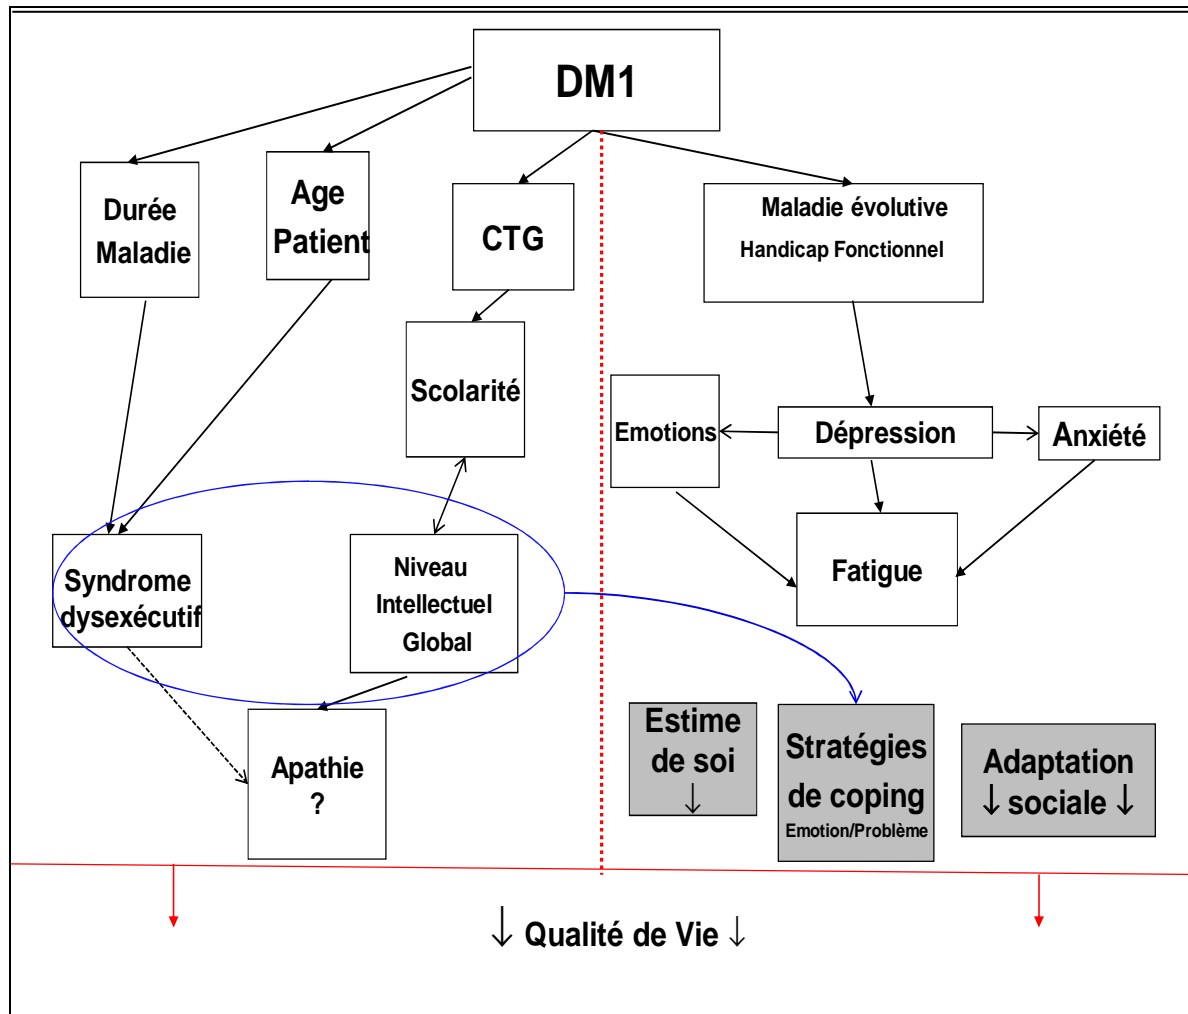 DM1
Durée
Maladie
Age
Patient
CTG
Maladie évolutive
Handicap Fonctionnel
Scolarité
Emotions
Dépression
Anxiété
Syndrome
dysexécutif
Niveau
Intellectuel
Global
Fatigue
Apathie
?
Estime
de soi
↓
Stratégies
de coping
Emotion/Problème
Adaptation
↓ sociale ↓
↓ Qualité de Vie ↓